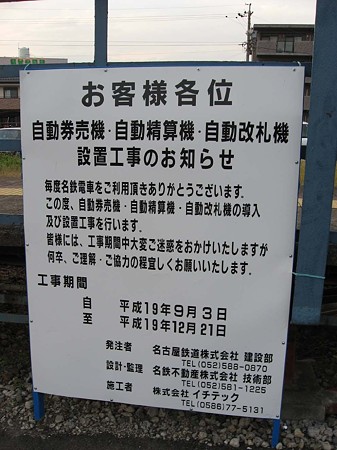 お客様各位
自動券売機・自動精算機・自動改札機
設置工事のお知らせ
毎度名鉄電車をご利用頂きありがとうございます。
この度、自動券売機・自動精算機・自動改札機の導入
及び設置工事を行います。
皆様には、工事期間中大変ご迷惑をおかけいたしますが
何卒、ご理解・ご協力の程宜しくお願いいたします。
工事期間
自 平成19年9月3日
至 平成19年12月21日
発注者 名古屋鉄道株式会社 建設部
TEL(052)588-0870
設計・監理 名鉄不動産株式会社 技術部
TEL(052)581-1225
施工者 株式会社 イチテック
TEL(0586)77-5131